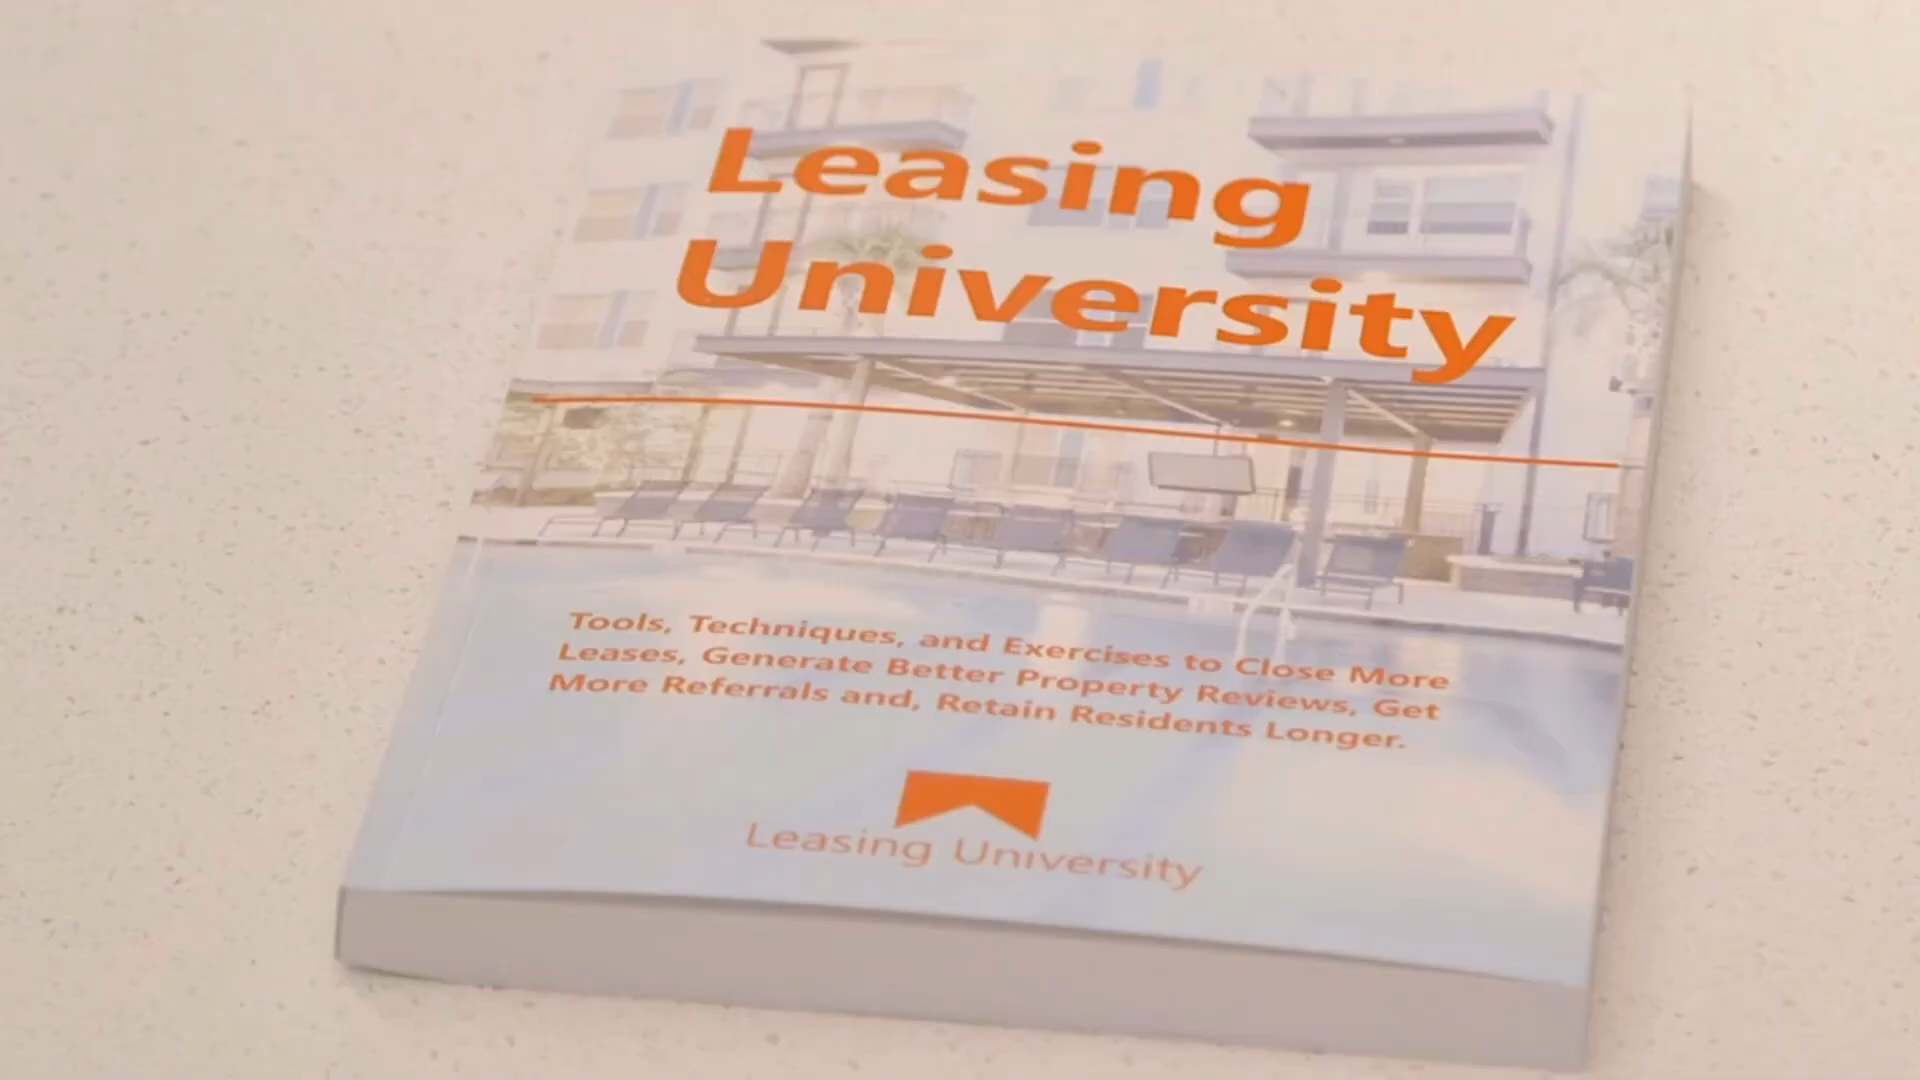 Leasing
University
Tools, Techniques, and Exercises to Close More
Leases, Generate Better Property Reviews, Get
More Referrals and, Retain Residents Longer.
Leasing University